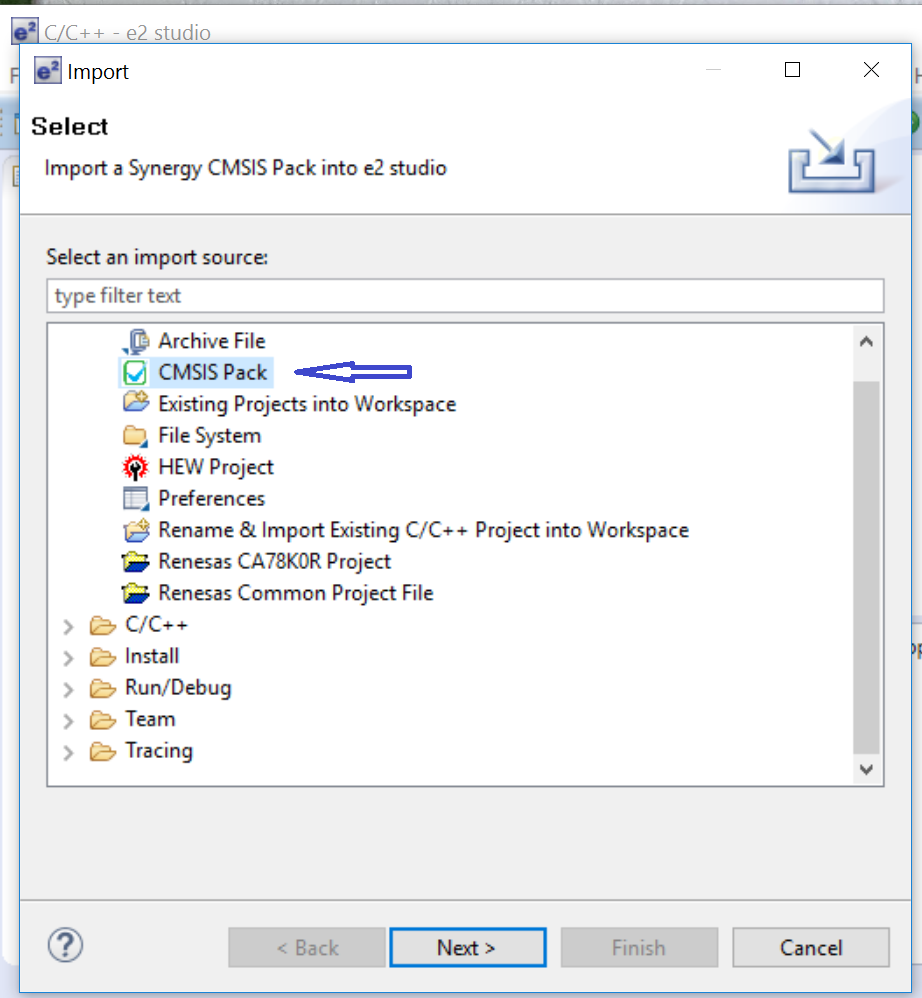 e² C/C++ - e2 studio
F
H
e² Import
Select
Import a Synergy CMSIS Pack into e2 studio
Select an import source:
type filter text
Archive File
CMSIS Pack
Existing Projects into Workspace
File System
HEW Project
Preferences
Rename & Import Existing C/C++ Project into Workspace
Renesas CA78K0R Project
Renesas Common Project File
C/C++
Install
Run/Debug
Team
Tracing
? < Back Next > Finish Cancel